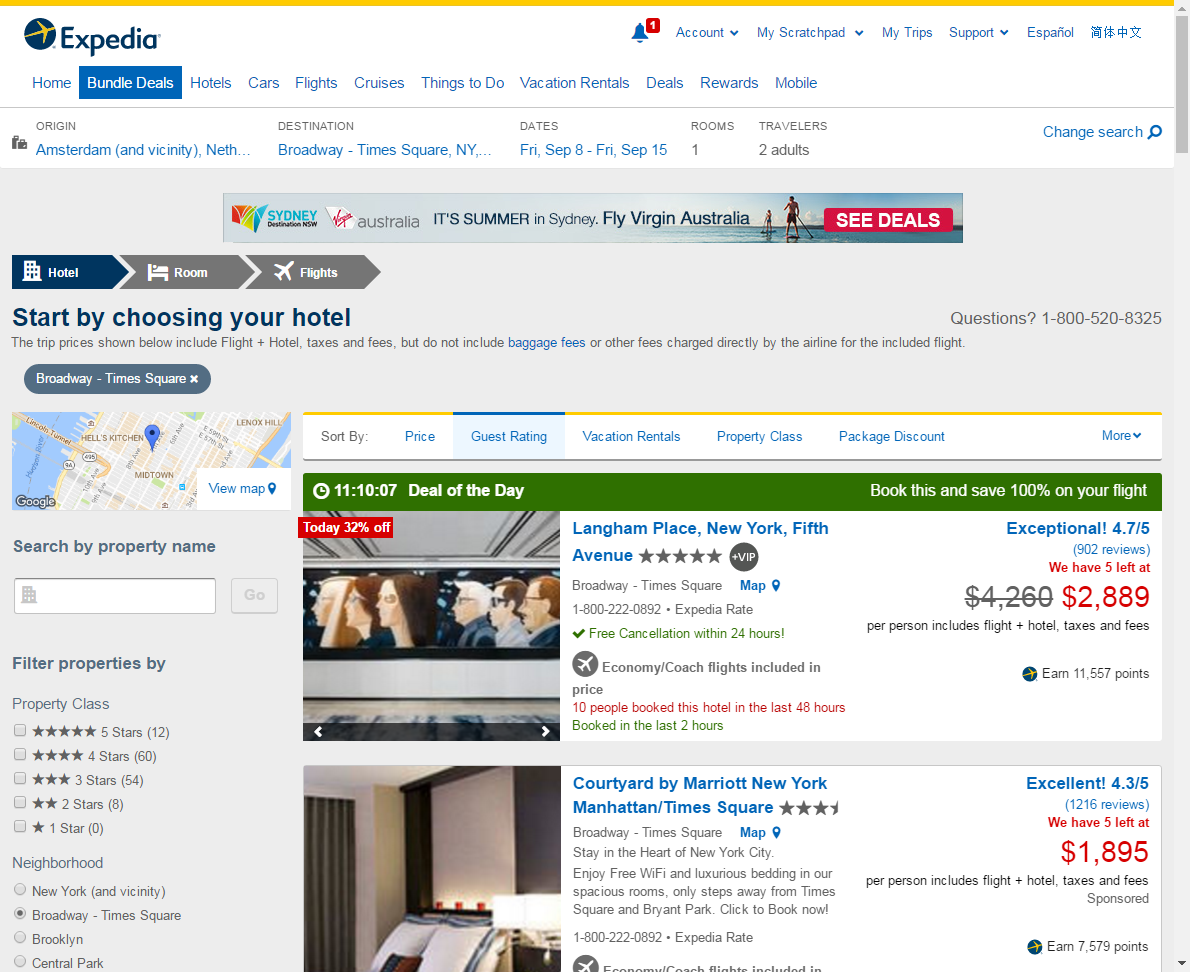 Expedia
1
Account
My Scratchpad
My Trips
Support
Español
简体中文
Home
Bundle Deals
Hotels
Cars
Flights
Cruises
Things to Do
Vacation Rentals
Deals
Rewards
Mobile
ORIGIN
Amsterdam (and vicinity), Neth...
DESTINATION
Broadway - Times Square, NY,...
DATES
Fri, Sep 8 - Fri, Sep 15
ROOMS
1
TRAVELERS
2 adults
Change search
SYDNEY
Destination NSW
Virgin australia
IT'S SUMMER in Sydney. Fly Virgin Australia
SEE DEALS
Hotel
Room
Flights
Start by choosing your hotel
Questions? 1-800-520-8325
The trip prices shown below include Flight + Hotel, taxes and fees, but do not include baggage fees or other fees charged directly by the airline for the included flight.
Broadway - Times Square ×
Lincoln Tunnel
HELL'S KITCHEN
LENOX HILL
MIDTOWN
495
9A
E 59th St
E 57th St
Google
View map
Sort By:
Price
Guest Rating
Vacation Rentals
Property Class
Package Discount
More
Search by property name
Go
Filter properties by
Property Class
5 Stars (12)
4 Stars (60)
3 Stars (54)
2 Stars (8)
1 Star (0)
Neighborhood
New York (and vicinity)
Broadway - Times Square
Brooklyn
Central Park
11:10:07 Deal of the Day
Book this and save 100% on your flight
Today 32% off
Langham Place, New York, Fifth
Avenue ★★★★★ +VIP
Broadway - Times Square Map
1-800-222-0892 • Expedia Rate
Free Cancellation within 24 hours!
Economy/Coach flights included in
price
10 people booked this hotel in the last 48 hours
Booked in the last 2 hours
Exceptional! 4.7/5
(902 reviews)
We have 5 left at
$4,260 $2,889
per person includes flight + hotel, taxes and fees
Earn 11,557 points
Courtyard by Marriott New York
Manhattan/Times Square
Broadway - Times Square Map
Stay in the Heart of New York City.
Enjoy Free WiFi and luxurious bedding in our
spacious rooms, only steps away from Times
Square and Bryant Park. Click to Book now!
1-800-222-0892 • Expedia Rate
Economy/Coach flights included in
Excellent! 4.3/5
(1216 reviews)
We have 5 left at
$1,895
per person includes flight + hotel, taxes and fees
Sponsored
Earn 7,579 points